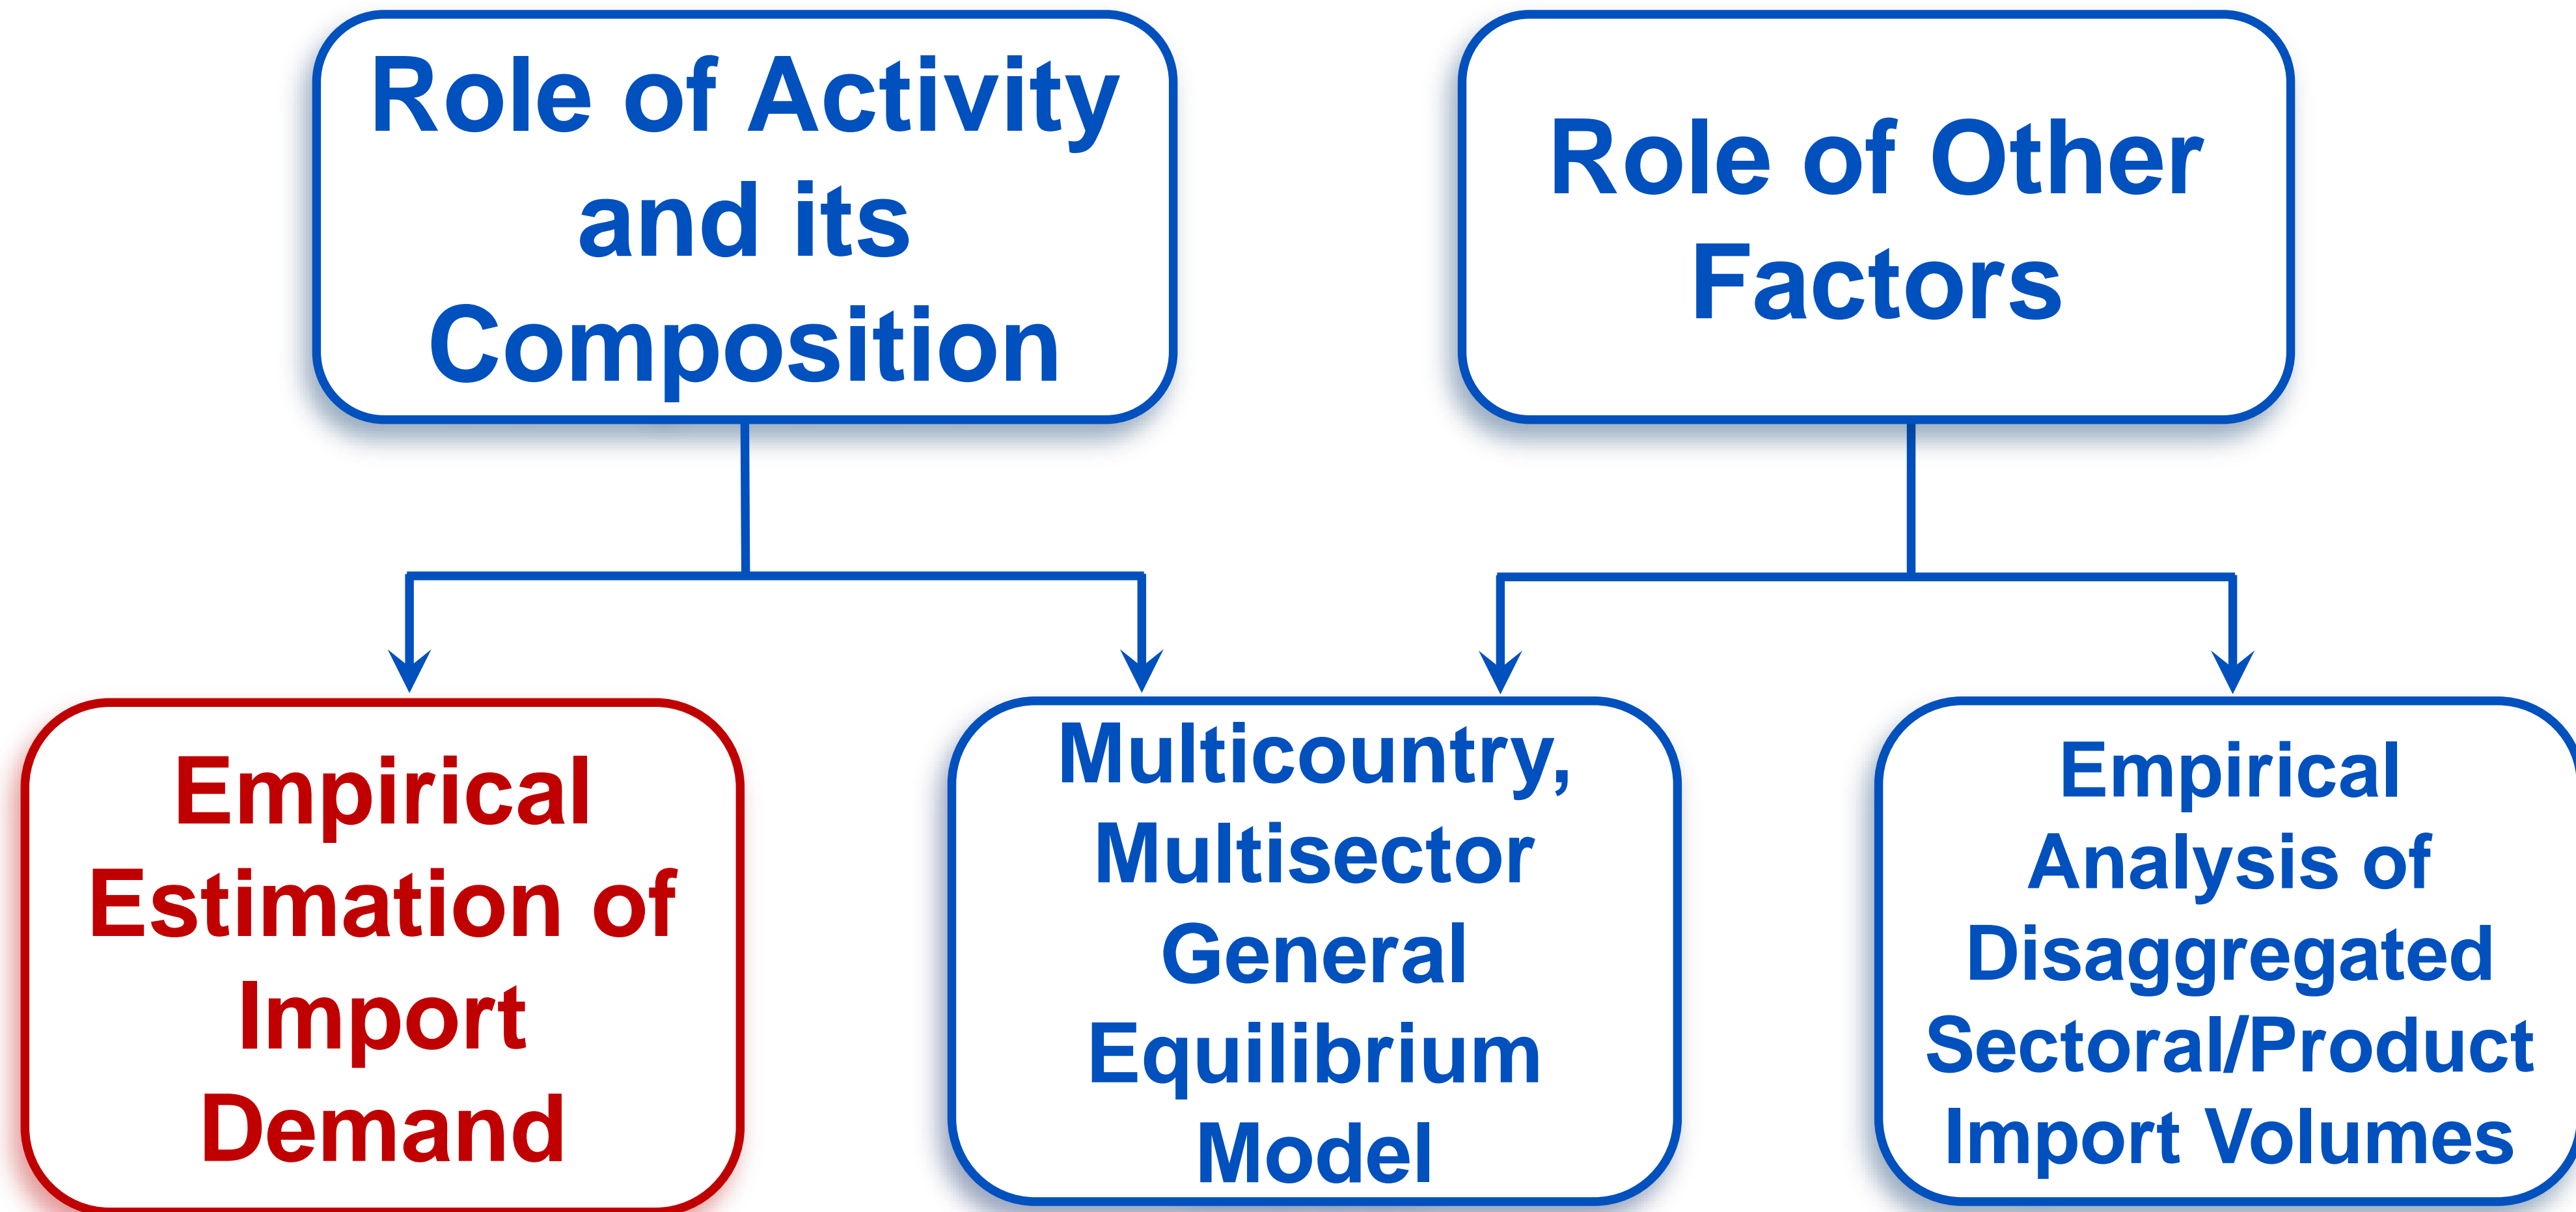 Role of Activity
and its
Composition
Role of Other
Factors
Empirical
Estimation of
Import
Demand
Multicountry,
Multisector
General
Equilibrium
Model
Empirical
Analysis of
Disaggregated
Sectoral/Product
Import Volumes